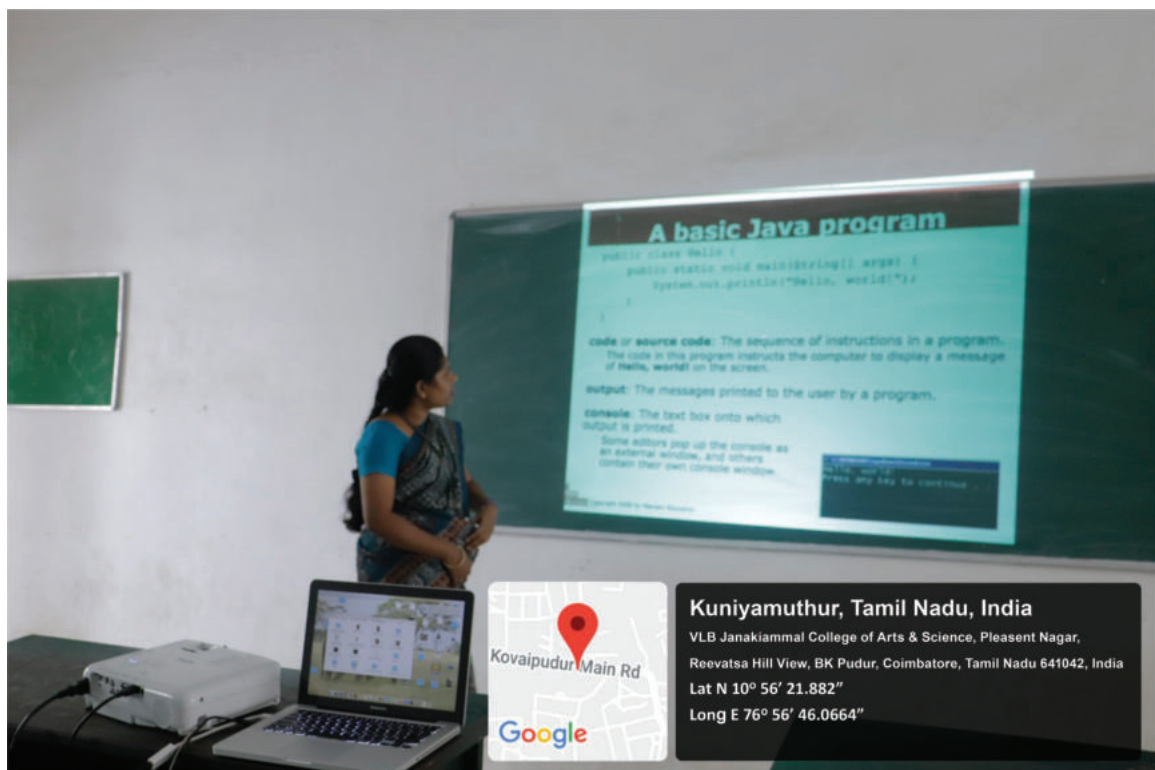 A basic Java program
public class Hello {
public static void main(String[] args) {
System.out.println("Hello, world!");
}
}
code or source code: The sequence of instructions in a program.
The code in this program instructs the computer to display a message
of Hello, world! on the screen.
output: The messages printed to the user by a program.
console: The text box onto which
output is printed.
Some editors pop up the console as
an external window, and others
contain their own console window.
Hello, world!
Press any key to continue . . .
Kovaipudur Main Rd
Google
Kuniyamuthur, Tamil Nadu, India
VLB Janakiammal College of Arts & Science, Pleasent Nagar,
Reevatsa Hill View, BK Pudur, Coimbatore, Tamil Nadu 641042, India
Lat N 10º 56′ 21.882″
Long E 76º 56′ 46.0664″